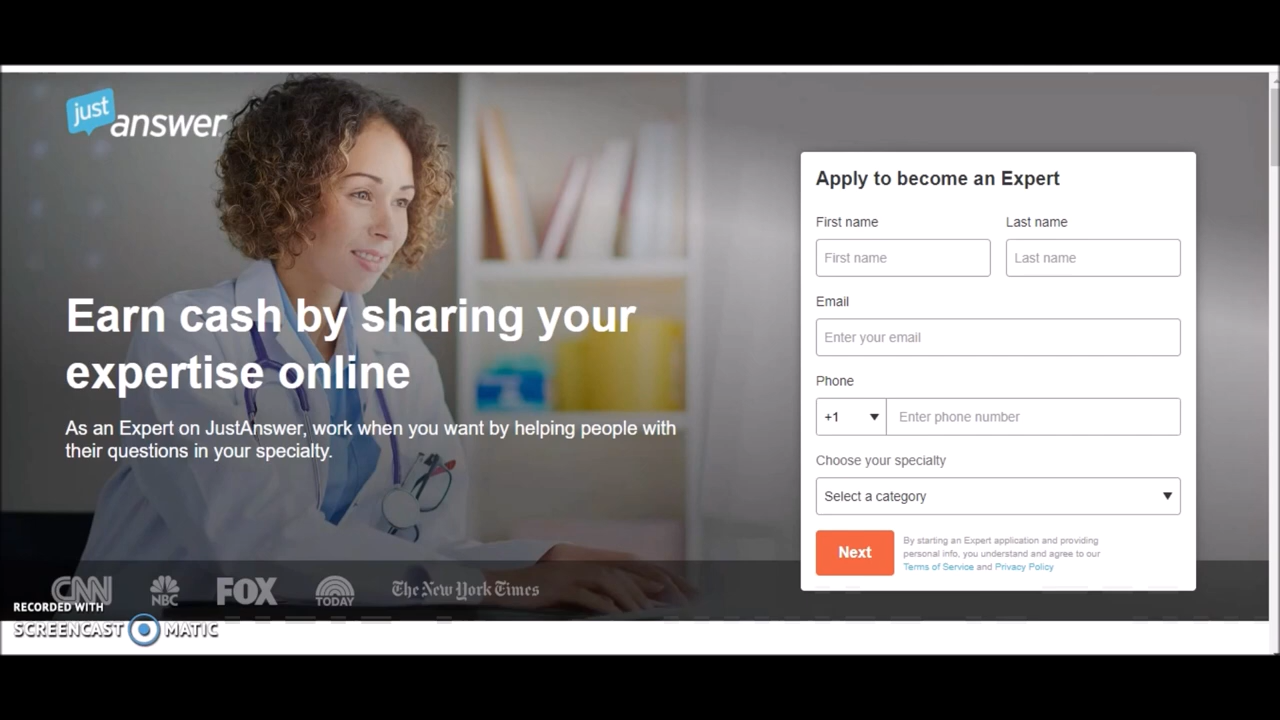 just
answer
Earn cash by sharing your
expertise online
As an Expert on JustAnswer, work when you want by helping people with
their questions in your specialty.
CNN
NBC
FOX
TODAY
The New York Times
Apply to become an Expert
First name
Last name
First name
Last name
Email
Enter your email
Phone
+1
Enter phone number
Choose your specialty
Select a category
Next
By starting an Expert application and providing
personal info, you understand and agree to our
Terms of Service and Privacy Policy
RECORDED WITH
SCREENCAST MATIC